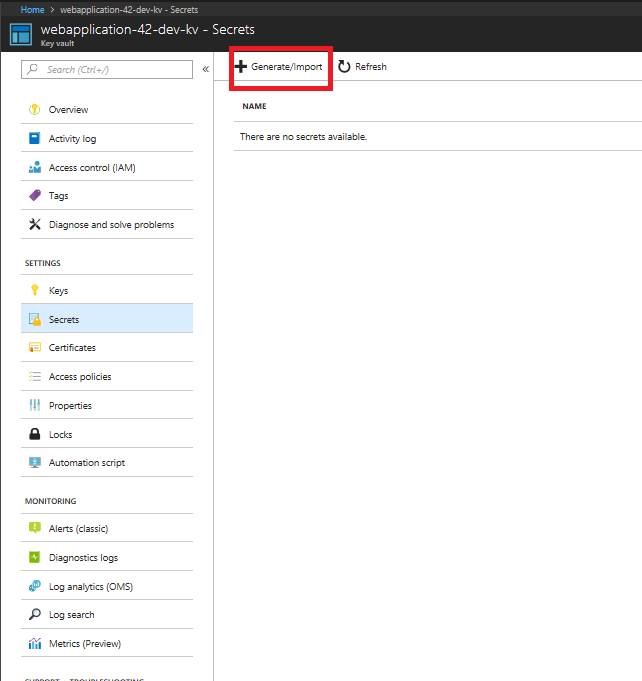 Home > webapplication-42-dev-kv - Secrets
webapplication-42-dev-kv - Secrets
Key vault
Search (Ctrl+/)
«
Generate/Import
Refresh
NAME
There are no secrets available.
Overview
Activity log
Access control (IAM)
Tags
Diagnose and solve problems
SETTINGS
Keys
Secrets
Certificates
Access policies
Properties
Locks
Automation script
MONITORING
Alerts (classic)
Diagnostics logs
Log analytics (OMS)
Log search
Metrics (Preview)
SUPPORT + TROUBLESHOOTING